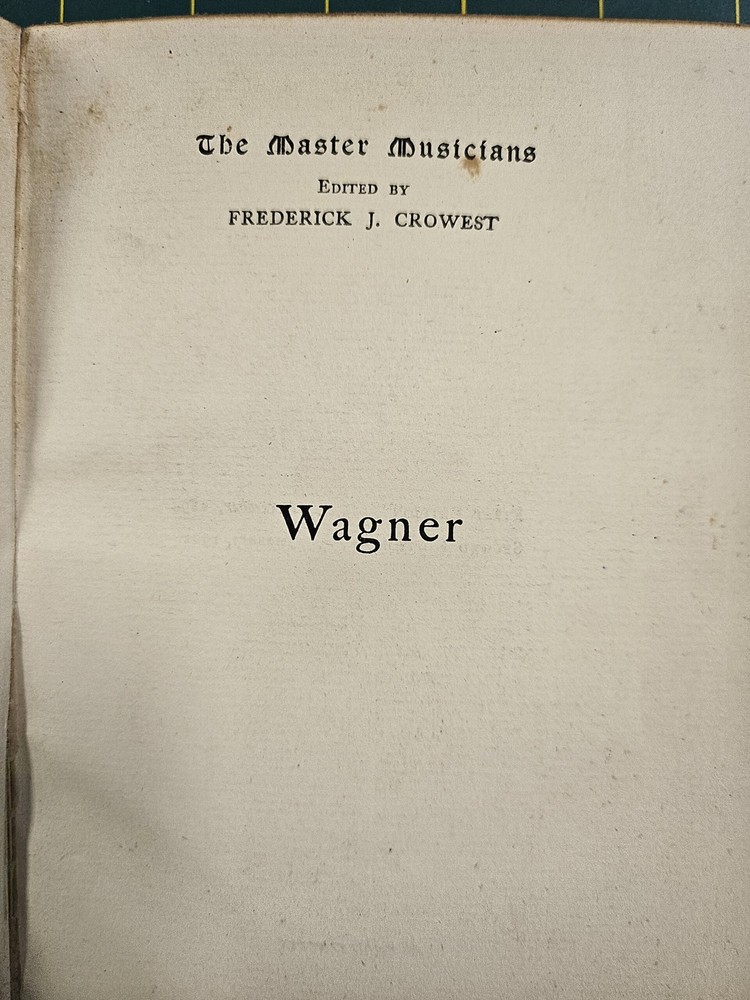 The Master Musicians
EDITED BY
FREDERICK J. CROWEST
Wagner